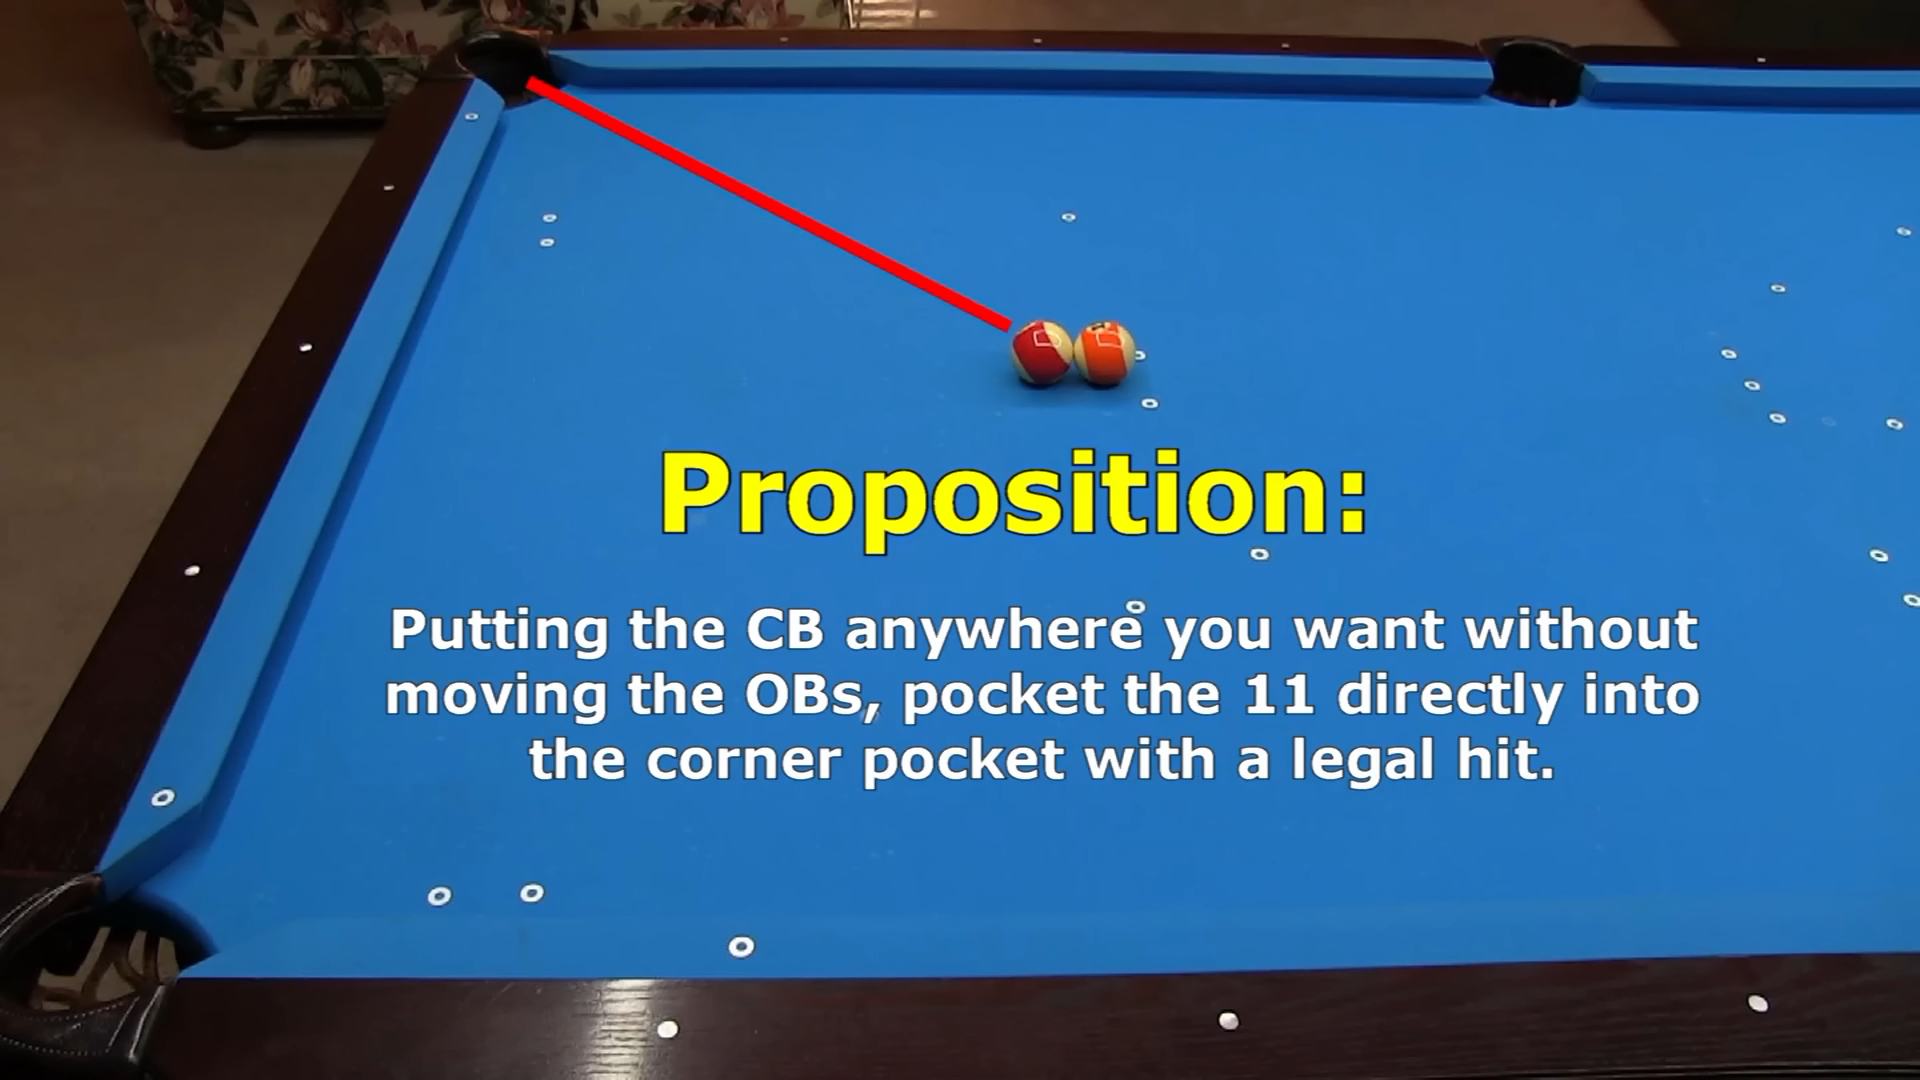 Proposition:
Putting the CB anywhere you want without
moving the OBs, pocket the 11 directly into
the corner pocket with a legal hit.